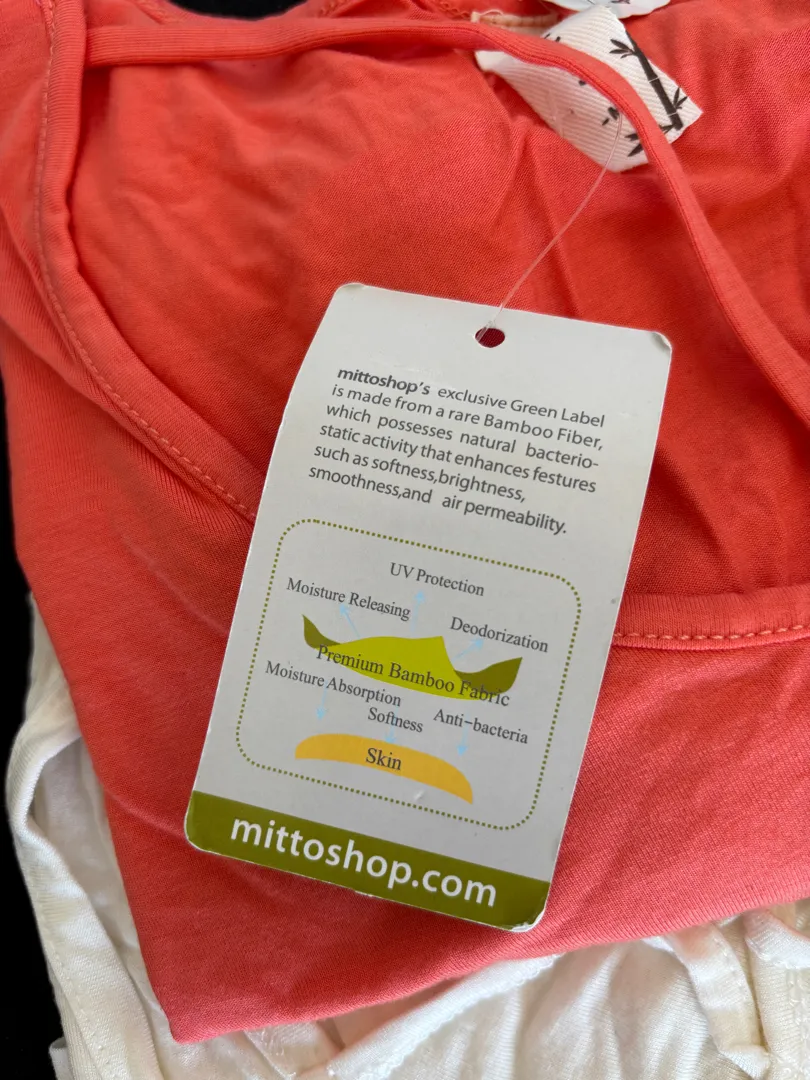 mittoshop's exclusive Green Label
is made from a rare Bamboo Fiber,
which possesses natural bacterio-
static activity that enhances festures
such as softness,brightness,
smoothness,and air permeability.
UV Protection
Moisture Releasing
Deodorization
Premium Bamboo Fabric
Moisture Absorption
Softness
Anti-bacteria
Skin
mittoshop.com